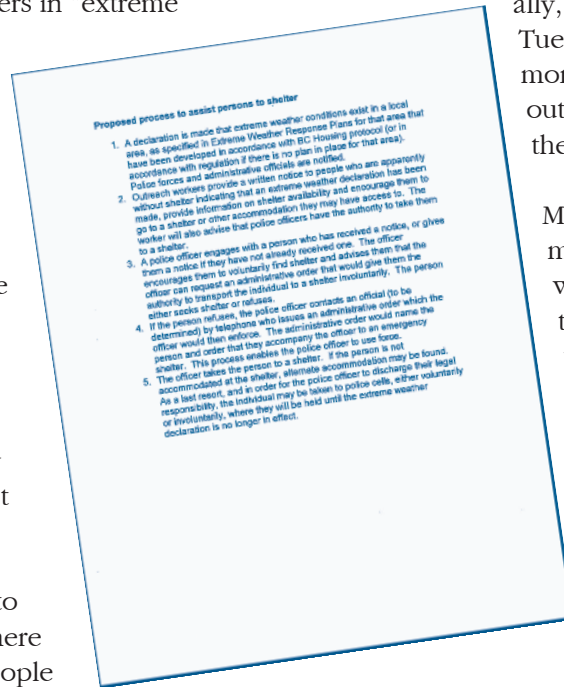 ers in "extreme
ally,
Tue
mor
out
the
M
m
w
t
e
t
to
here
ople
Proposed process to assist persons to shelter
1. A declaration is made that extreme weather conditions exist in a local
area, as specified in Extreme Weather Response Plans for that area that
have been developed in accordance with BC Housing protocol (or in
accordance with regulation if there is no plan in place for that area).
Police forces and administrative officials are notified.
2. Outreach workers provide a written notice to people who are apparently
without shelter indicating that an extreme weather declaration has been
made, provide information on shelter availability and encourage them to
go to a shelter or other accommodation they may have access to. The
worker will also advise that police officers have the authority to take them
to a shelter.
3. A police officer engages with a person who has received a notice, or gives
them a notice if they have not already received one. The officer
encourages them to voluntarily find shelter and advises them that the
officer can request an administrative order that would give them the
authority to transport the individual to a shelter involuntarily. The person
either seeks shelter or refuses.
4. If the person refuses, the police officer contacts an official (to be
determined) by telephone who issues an administrative order which the
officer would then enforce. The administrative order would name the
person and order that they accompany the officer to an emergency
shelter. This process enables the police officer to use force.
5. The officer takes the person to a shelter. If the person is not
accommodated at the shelter, alternate accommodation may be found.
As a last resort, and in order for the police officer to discharge their legal
responsibility, the individual may be taken to police cells, either voluntarily
or involuntarily, where they will be held until the extreme weather
declaration is no longer in effect.